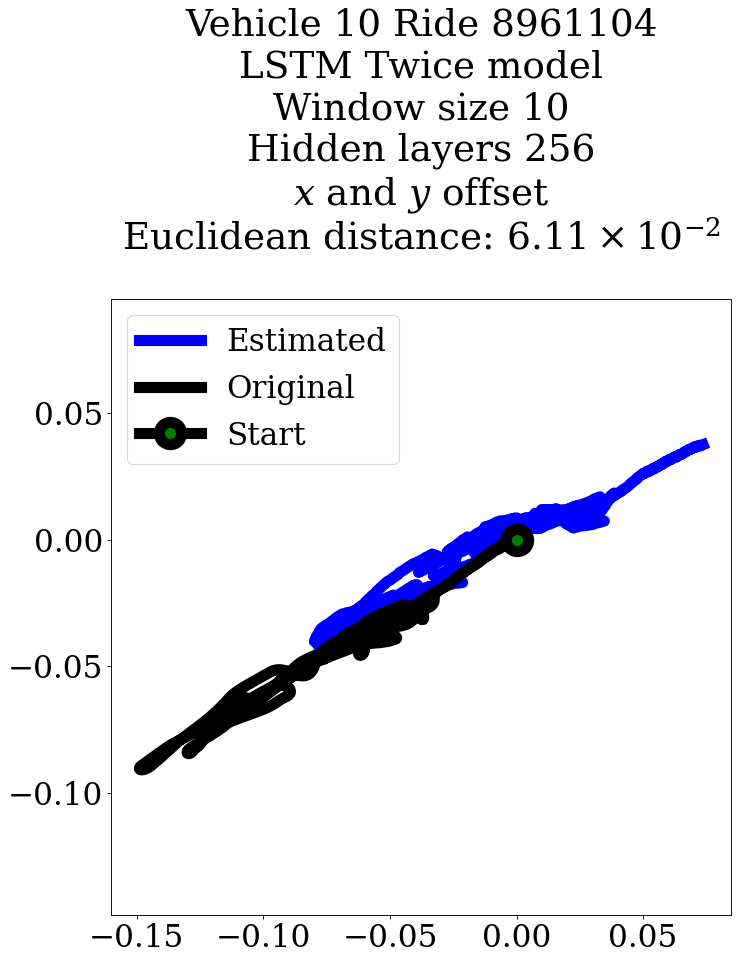 Vehicle 10 Ride 8961104
LSTM Twice model
Window size 10
Hidden layers 256
x and y offset
Euclidean distance: 6.11 × 10⁻²
Estimated
Original
Start
0.05
0.00
−0.05
−0.10
−0.15 −0.10 −0.05 0.00 0.05